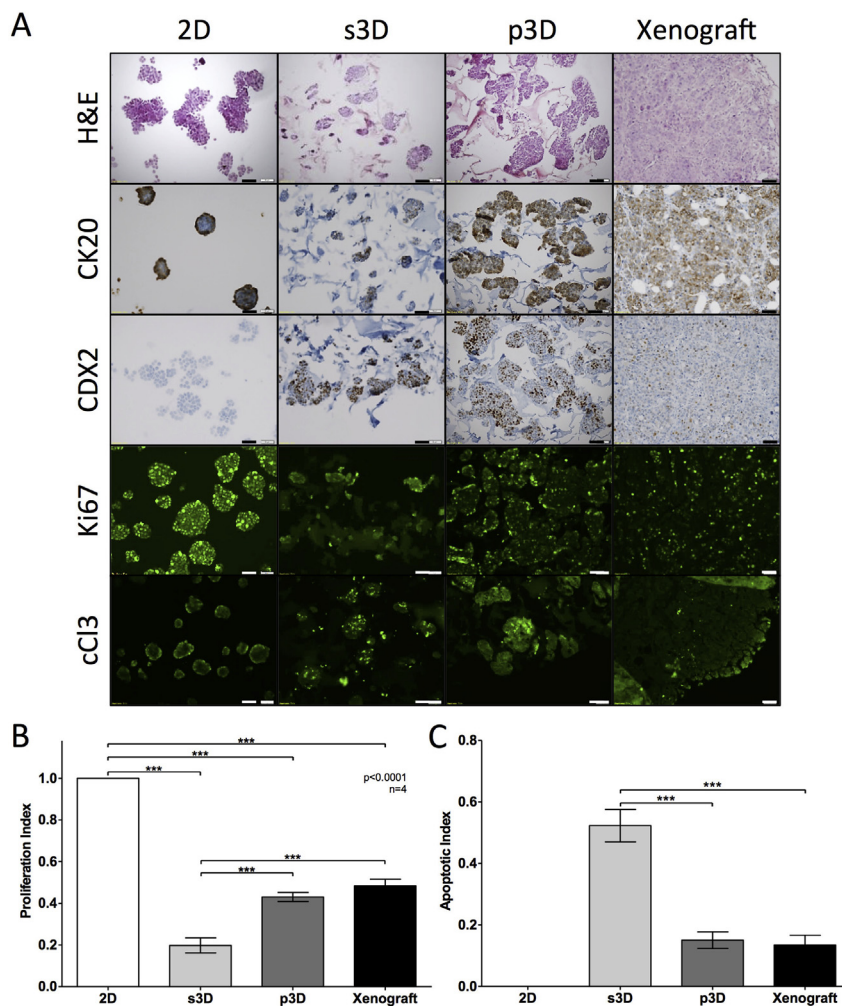 A
2D s3D p3D Xenograft
H&E
CK20
CDX2
Ki67
cCl3
B
C
*** 
***
***
p<0.0001
n=4
***
***
Proliferation Index
1.0
0.8
0.6
0.4
0.2
0.0
2D s3D p3D Xenograft
***
***
Apoptotic Index
0.8
0.6
0.4
0.2
0.0
2D s3D p3D Xenograft